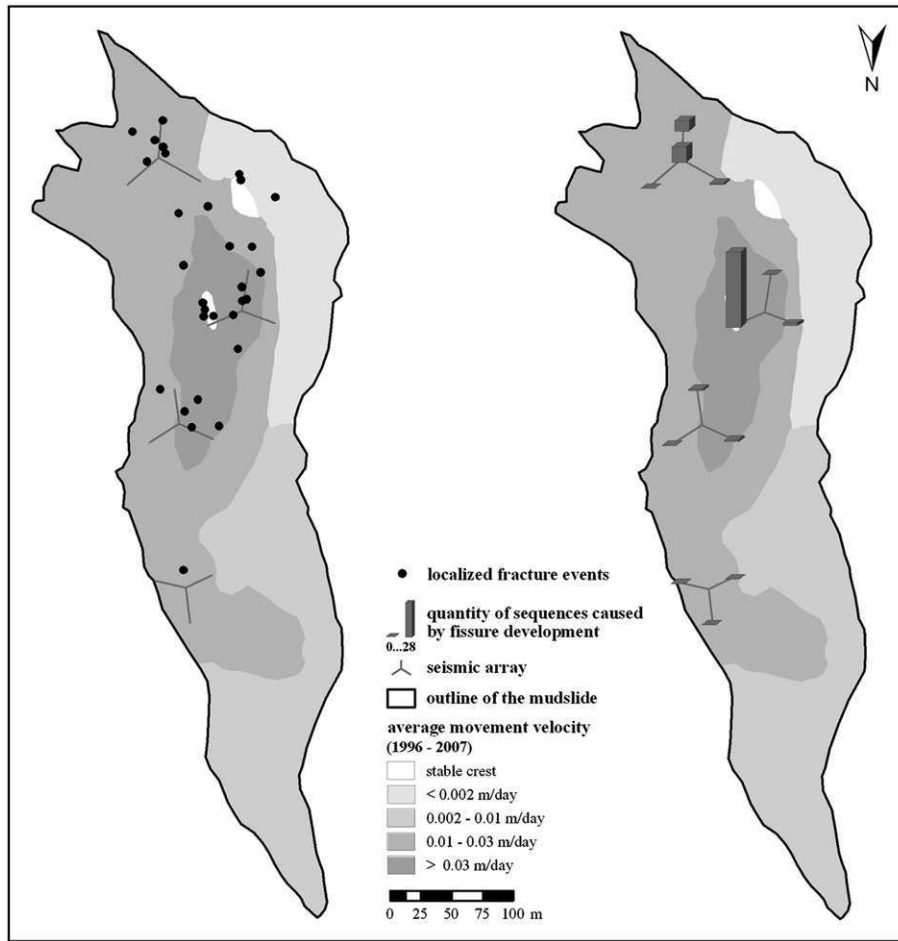 N
localized fracture events
quantity of sequences caused
by fissure development
0...28
seismic array
outline of the mudslide
average movement velocity
(1996 - 2007)
stable crest
< 0.002 m/day
0.002 - 0.01 m/day
0.01 - 0.03 m/day
> 0.03 m/day
0 25 50 75 100 m